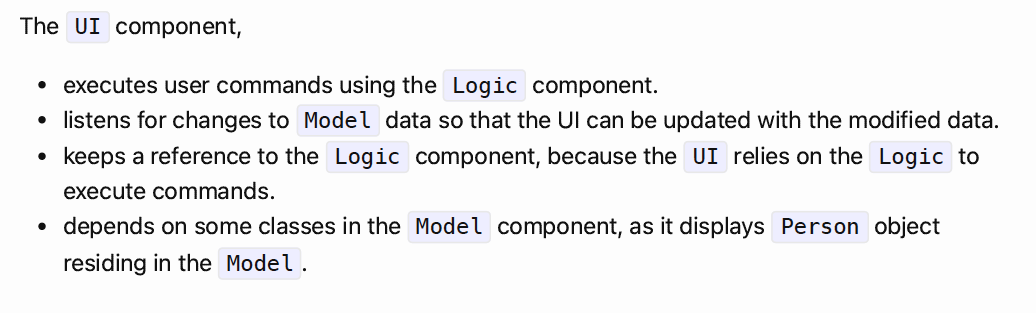 The UI component,
• executes user commands using the Logic component.
• listens for changes to Model data so that the UI can be updated with the modified data.
• keeps a reference to the Logic component, because the UI relies on the Logic to
execute commands.
• depends on some classes in the Model component, as it displays Person object
residing in the Model.